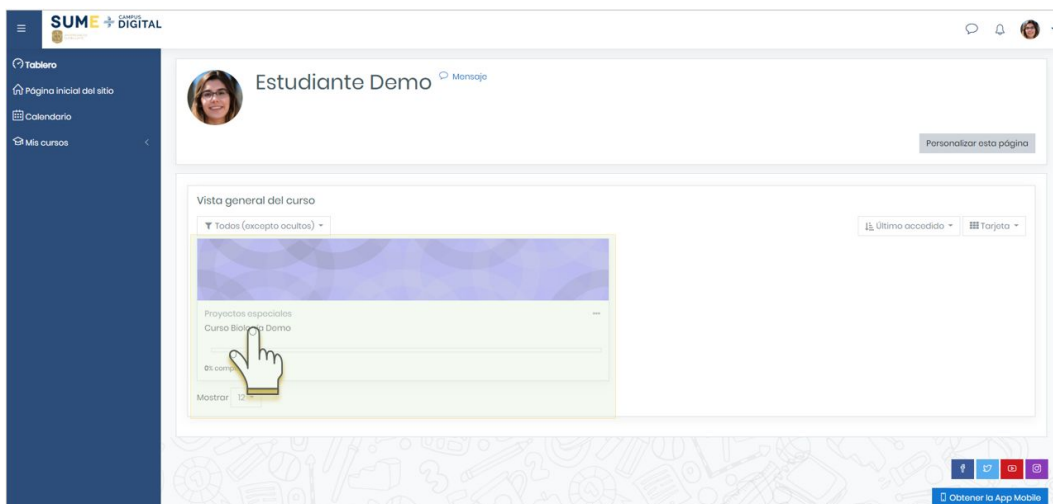 SUME + CAMPUS DIGITAL
Tablero
Página inicial del sitio
Calendario
Mis cursos
Estudiante Demo Mensaje
Personalizar esta página
Vista general del curso
Todos (excepto ocultos) Último accedido Tarjeta
Proyectos especiales
Curso Biología Demo
0% comp
Mostrar 12
Obtener la App Mobile